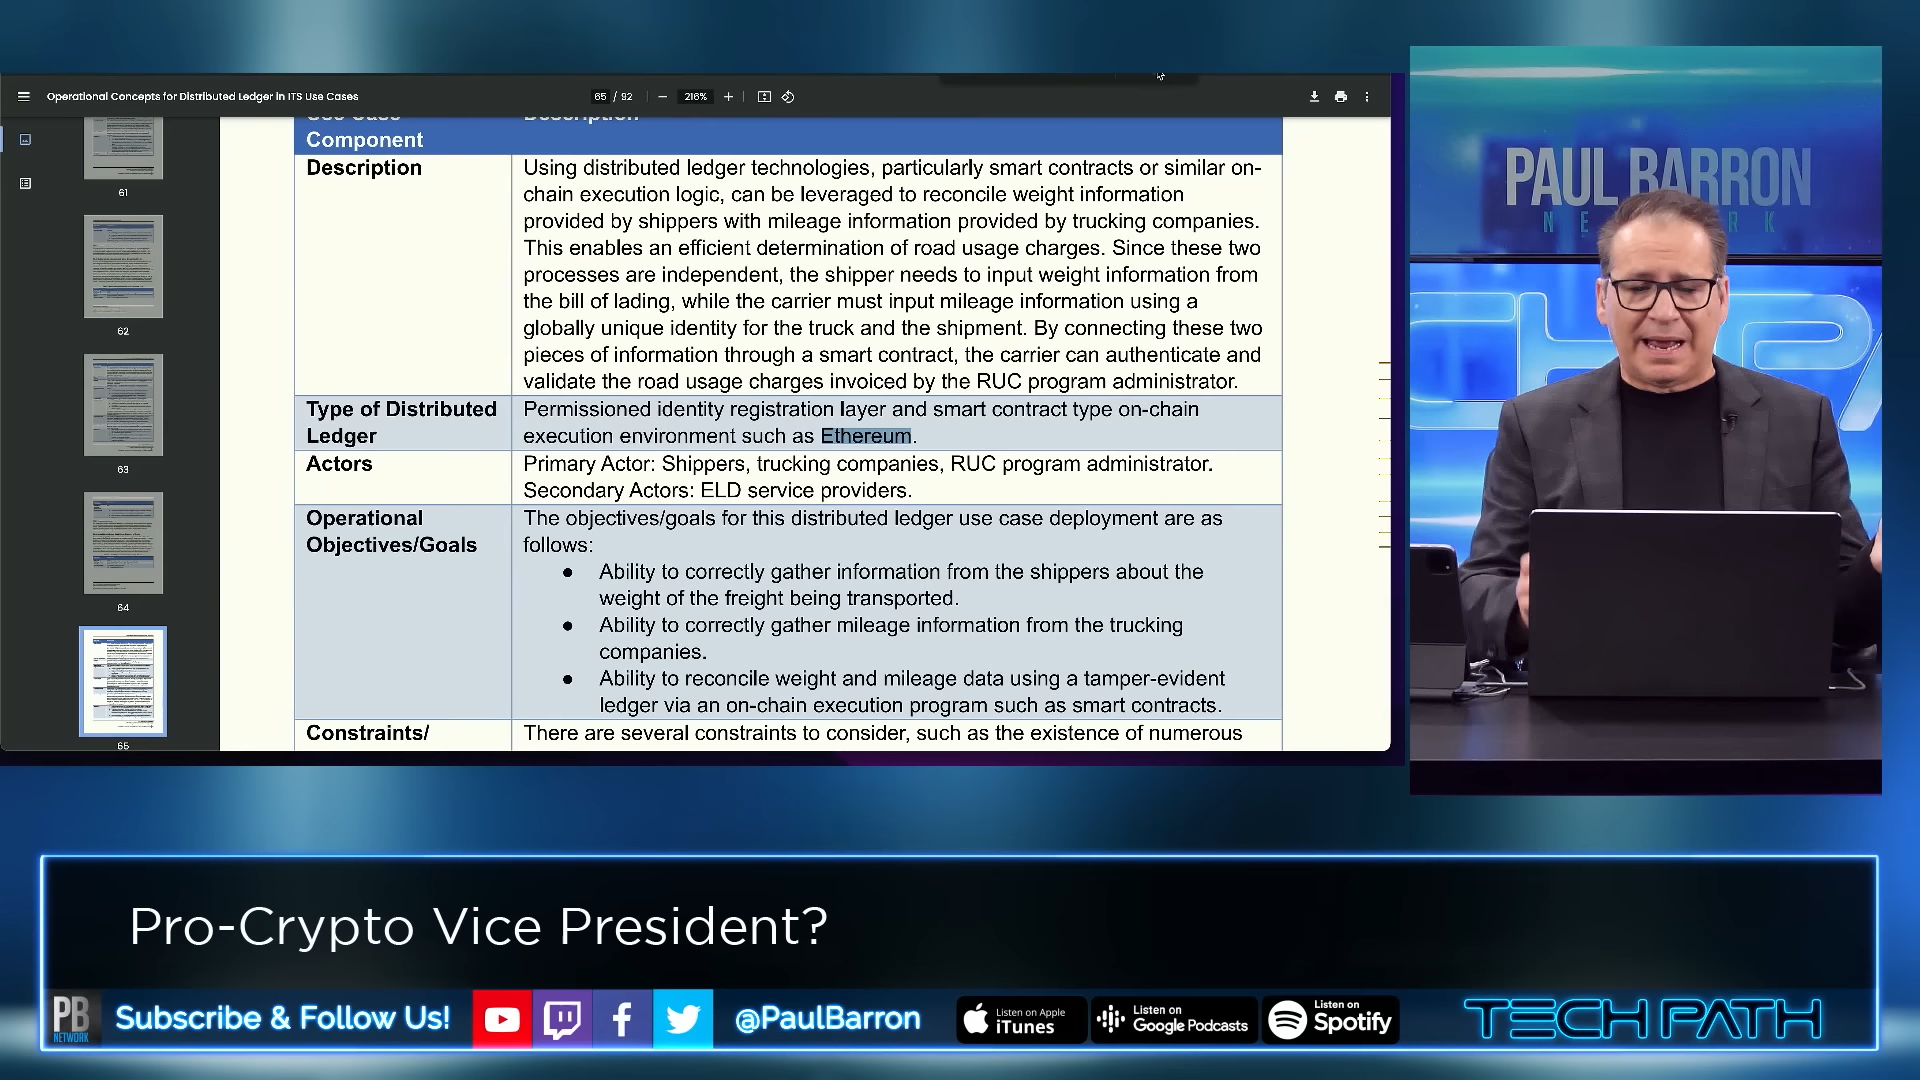 Operational Concepts for Distributed Ledger in ITS Use Cases
65 / 92
216%
Use Case
Component
Description
Description
Using distributed ledger technologies, particularly smart contracts or similar on-
chain execution logic, can be leveraged to reconcile weight information
provided by shippers with mileage information provided by trucking companies.
This enables an efficient determination of road usage charges. Since these two
processes are independent, the shipper needs to input weight information from
the bill of lading, while the carrier must input mileage information using a
globally unique identity for the truck and the shipment. By connecting these two
pieces of information through a smart contract, the carrier can authenticate and
validate the road usage charges invoiced by the RUC program administrator.
Type of Distributed
Ledger
Permissioned identity registration layer and smart contract type on-chain
execution environment such as Ethereum.
Actors
Primary Actor: Shippers, trucking companies, RUC program administrator.
Secondary Actors: ELD service providers.
Operational
Objectives/Goals
The objectives/goals for this distributed ledger use case deployment are as
follows:
● Ability to correctly gather information from the shippers about the
weight of the freight being transported.
● Ability to correctly gather mileage information from the trucking
companies.
● Ability to reconcile weight and mileage data using a tamper-evident
ledger via an on-chain execution program such as smart contracts.
Constraints/
There are several constraints to consider, such as the existence of numerous
61
62
63
64
65
PAUL BARRON
Pro-Crypto Vice President?
PB
NETWORK
Subscribe & Follow Us!
@PaulBarron
Listen on Apple
iTunes
Listen on
Google Podcasts
Listen on
Spotify
TECH PATH